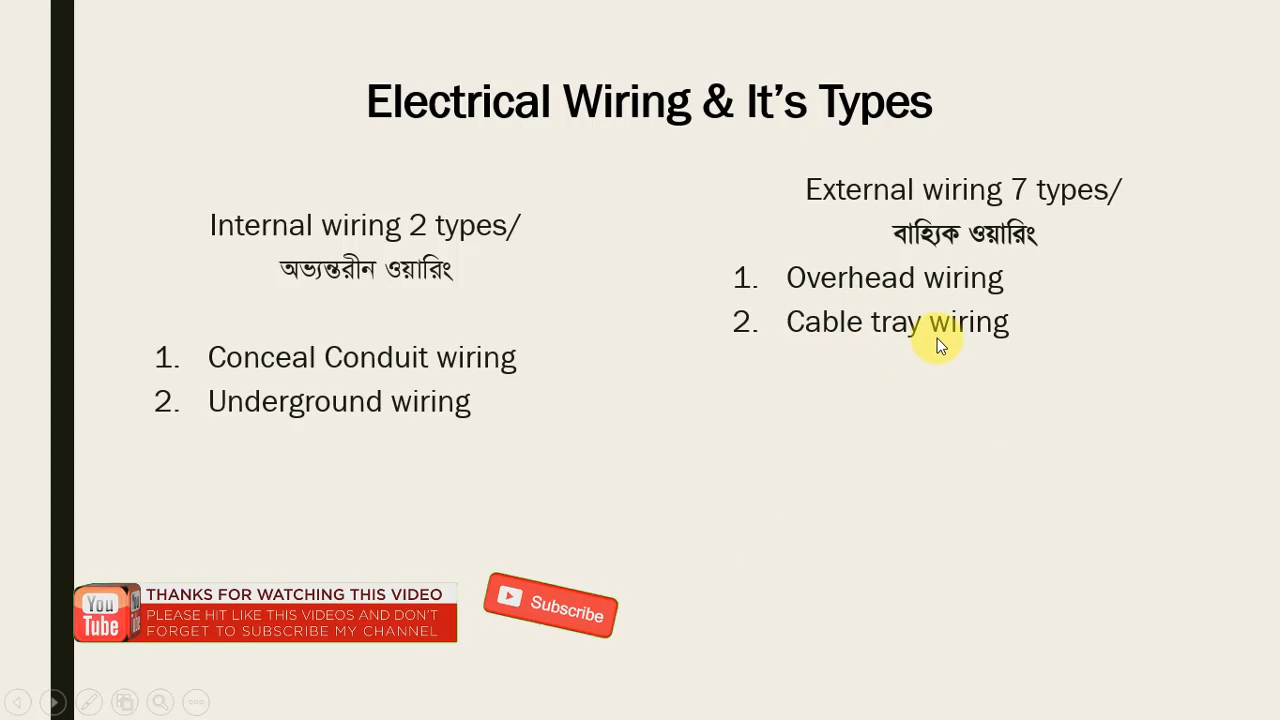 Electrical Wiring & It’s Types
Internal wiring 2 types/
অভ্যন্তরীন ওয়ারিং
1. Conceal Conduit wiring
2. Underground wiring
External wiring 7 types/
বাহ্যিক ওয়ারিং
1. Overhead wiring
2. Cable tray wiring
You
Tube
THANKS FOR WATCHING THIS VIDEO
PLEASE HIT LIKE THIS VIDEOS AND DON'T
FORGET TO SUBSCRIBE MY CHANNEL
Subscribe